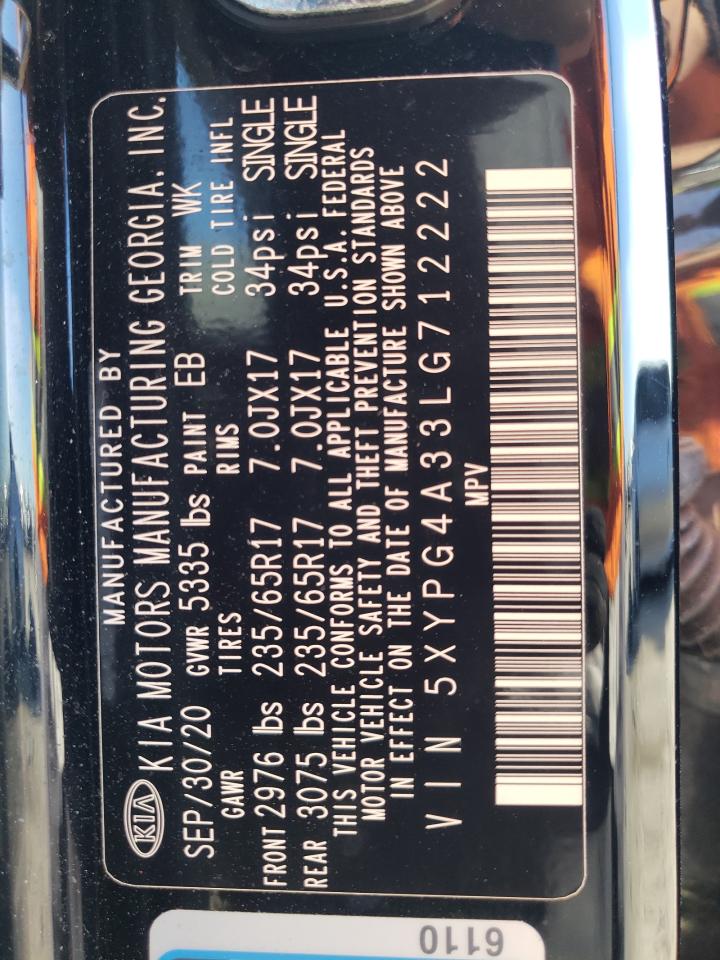 MANUFACTURED BY
KIA KIA MOTORS MANUFACTURING GEORGIA, INC.
SEP/30/20 GVWR 5335 lbs PAINT EB TRIM WK
GAWR TIRES RIMS COLD TIRE INFL
FRONT 2976 lbs 235/65R17 7.0JX17 34psi SINGLE
REAR 3075 lbs 235/65R17 7.0JX17 34psi SINGLE
THIS VEHICLE CONFORMS TO ALL APPLICABLE U.S.A. FEDERAL
MOTOR VEHICLE SAFETY AND THEFT PREVENTION STANDARDS
IN EFFECT ON THE DATE OF MANUFACTURE SHOWN ABOVE
VIN 5XYPG4A33LG712222
MPV
6110